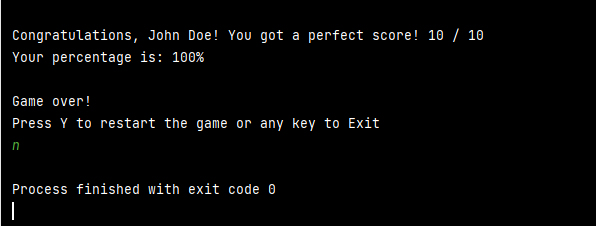 Congratulations, John Doe! You got a perfect score! 10 / 10
Your percentage is: 100%
Game over!
Press Y to restart the game or any key to Exit
n
Process finished with exit code 0